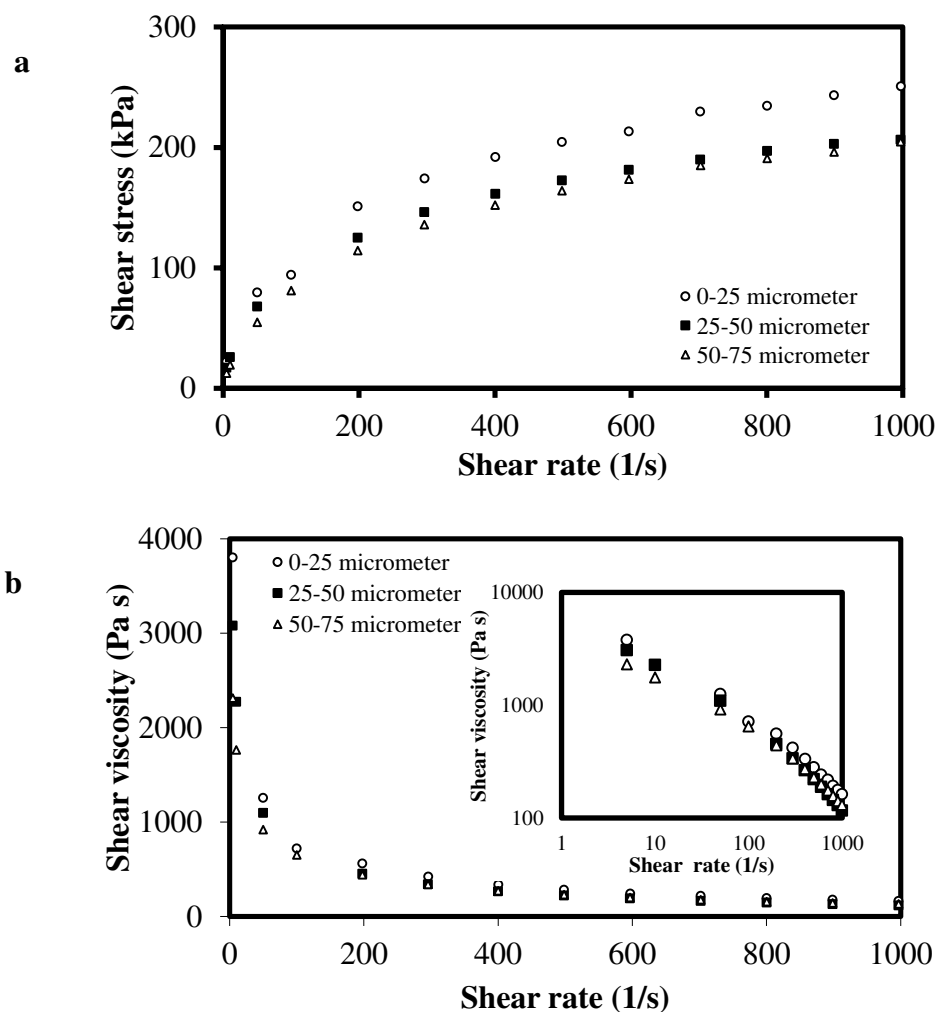 a
Shear stress (kPa)
300
200
100
0
0-25 micrometer
25-50 micrometer
50-75 micrometer
0 200 400 600 800 1000
Shear rate (1/s)
b
Shear viscosity (Pa s)
4000
3000
2000
1000
0
0-25 micrometer
25-50 micrometer
50-75 micrometer
Shear viscosity (Pa s)
10000
1000
100
1 10 100 1000
Shear rate (1/s)
0 200 400 600 800 1000
Shear rate (1/s)